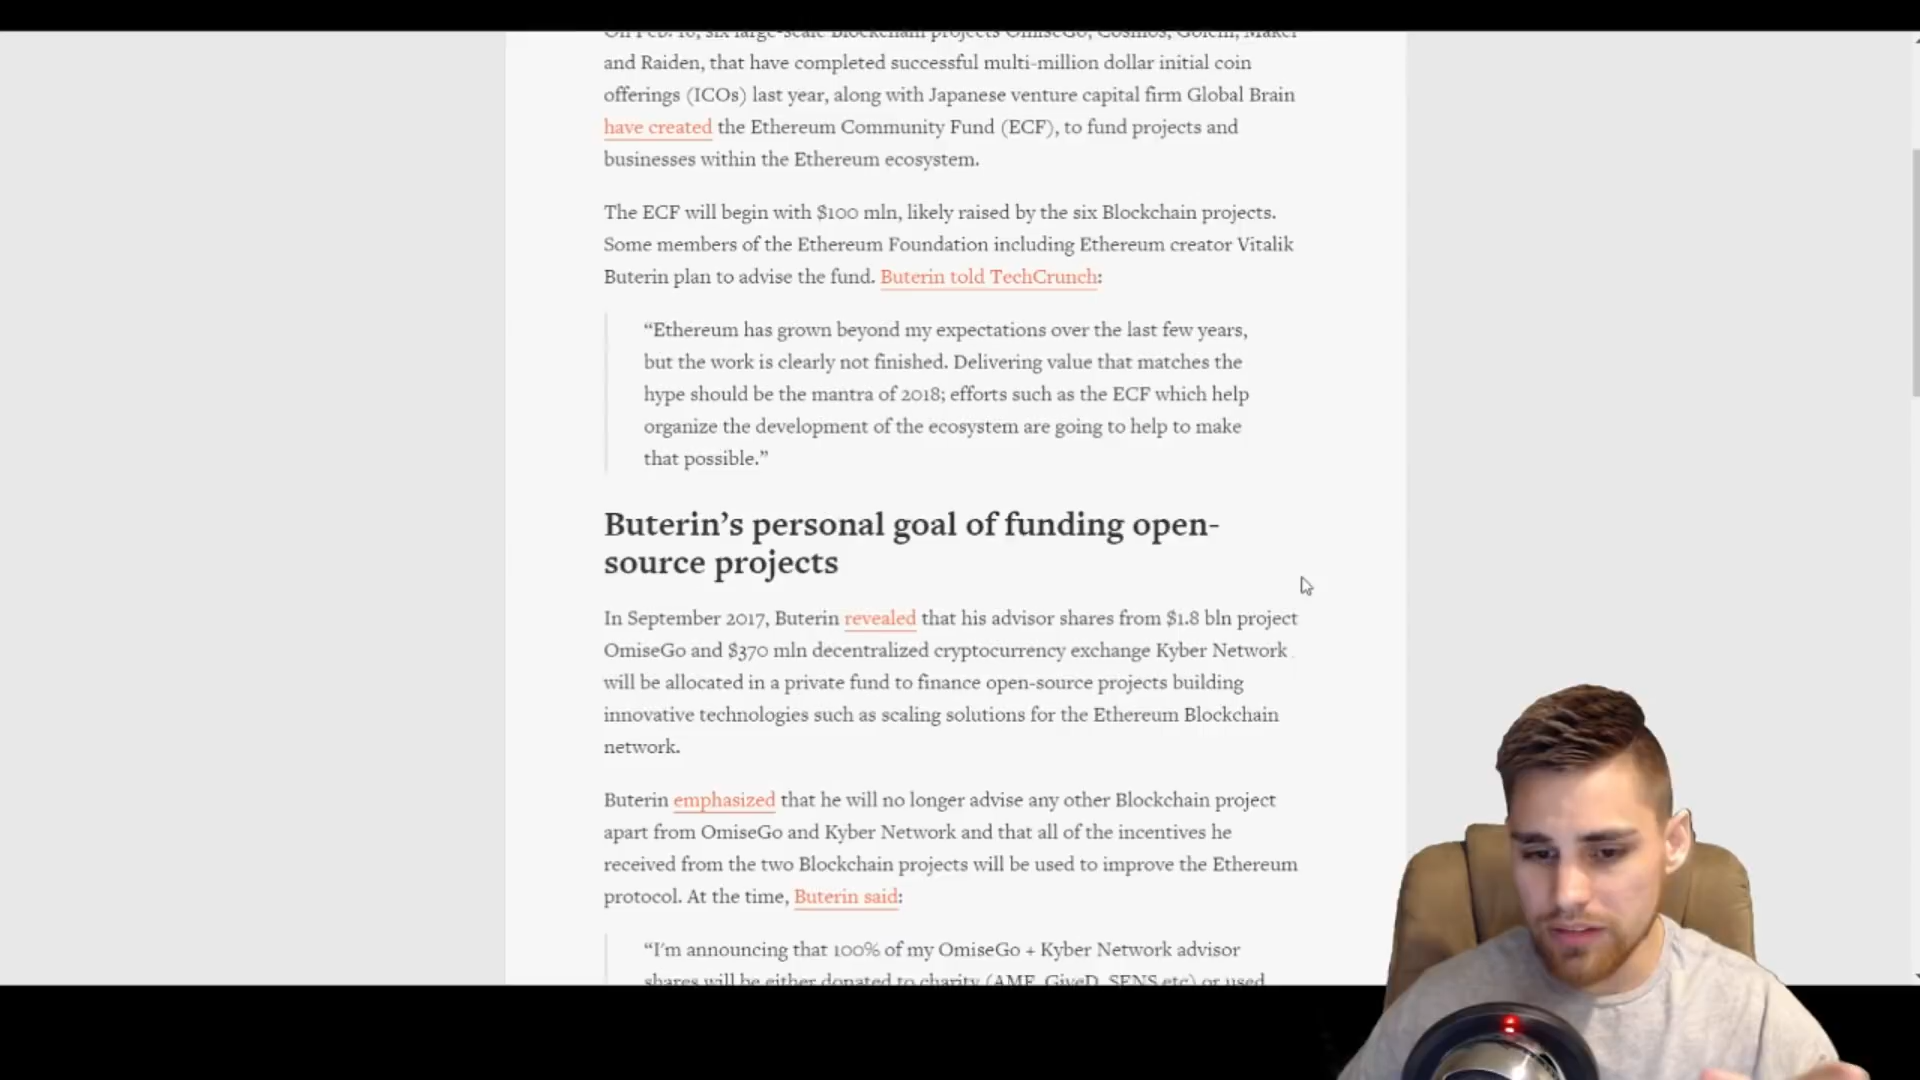 On Feb. 16, six large-scale Blockchain projects OmiseGo, Cosmos, Golem, Maker
and Raiden, that have completed successful multi-million dollar initial coin
offerings (ICOs) last year, along with Japanese venture capital firm Global Brain
have created the Ethereum Community Fund (ECF), to fund projects and
businesses within the Ethereum ecosystem.
The ECF will begin with $100 mln, likely raised by the six Blockchain projects.
Some members of the Ethereum Foundation including Ethereum creator Vitalik
Buterin plan to advise the fund. Buterin told TechCrunch:
“Ethereum has grown beyond my expectations over the last few years,
but the work is clearly not finished. Delivering value that matches the
hype should be the mantra of 2018; efforts such as the ECF which help
organize the development of the ecosystem are going to help to make
that possible.”
Buterin’s personal goal of funding open-
source projects
In September 2017, Buterin revealed that his advisor shares from $1.8 bln project
OmiseGo and $370 mln decentralized cryptocurrency exchange Kyber Network
will be allocated in a private fund to finance open-source projects building
innovative technologies such as scaling solutions for the Ethereum Blockchain
network.
Buterin emphasized that he will no longer advise any other Blockchain project
apart from OmiseGo and Kyber Network and that all of the incentives he
received from the two Blockchain projects will be used to improve the Ethereum
protocol. At the time, Buterin said:
“I'm announcing that 100% of my OmiseGo + Kyber Network advisor
shares will be either donated to charity (AMF, GiveD, SENS etc) or used